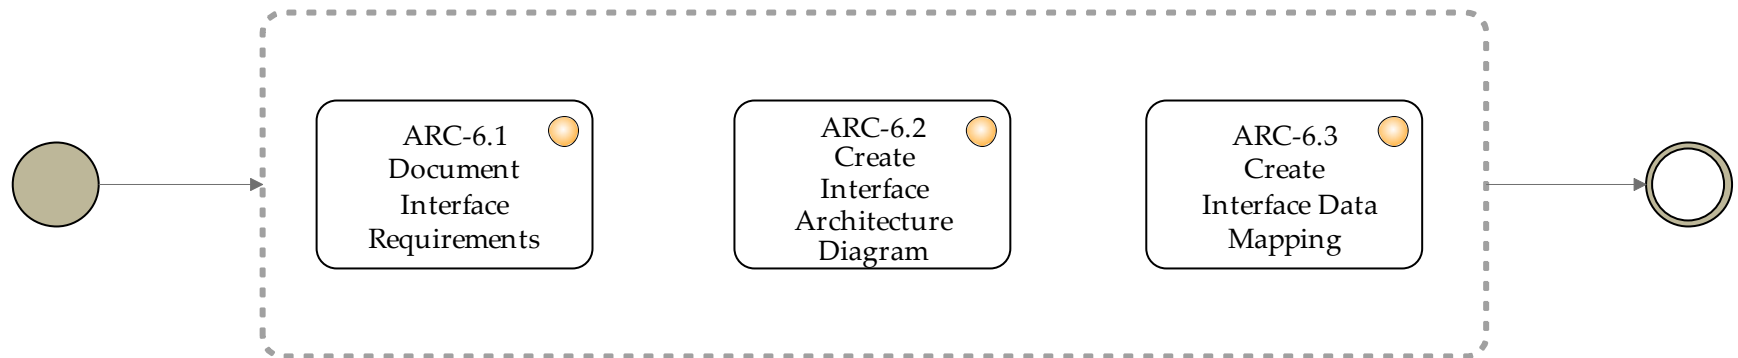 ARC-6.1
Document
Interface
Requirements
ARC-6.2
Create
Interface
Architecture
Diagram
ARC-6.3
Create
Interface Data
Mapping